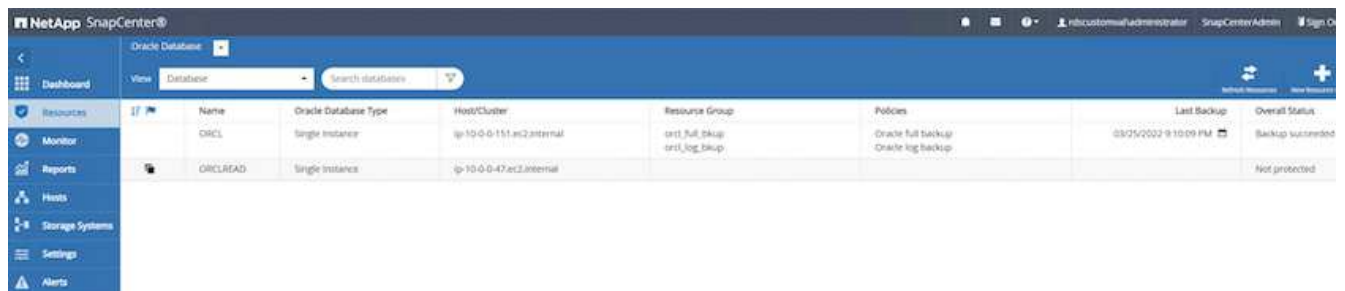 NetApp SnapCenter®
rdscustomval\administrator SnapCenterAdmin Sign O
Oracle Database
Dashboard
View Database Search databases
Refresh Resources New Resource
Resources
Name Oracle Database Type Host/Cluster Resource Group Policies Last Backup Overall Status
Monitor
ORCL Single Instance ip-10-0-0-151.ec2.internal orcl_full_bkup Oracle full backup 03/25/2022 9:10:09 PM Backup succeeded
orcl_log_bkup Oracle log backup
Reports
ORCLREAD Single Instance ip-10-0-0-47.ec2.internal Not protected
Hosts
Storage Systems
Settings
Alerts